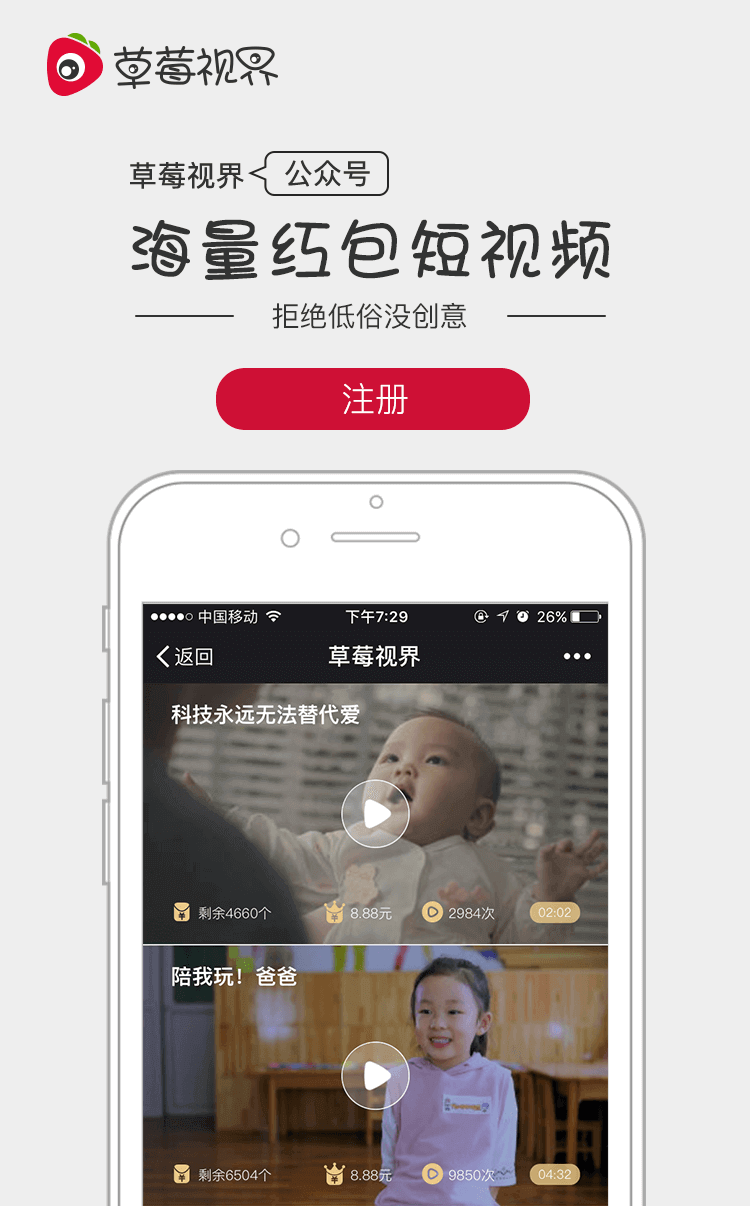 草莓视界
草莓视界 公众号
海量红包短视频
拒绝低俗没创意
注册
中国移动 下午7:29 26%
返回 草莓视界
科技永远无法替代爱
剩余4660个 8.88元 2984次 02:02
陪我玩！爸爸
剩余6504个 8.88元 9850次 04:32